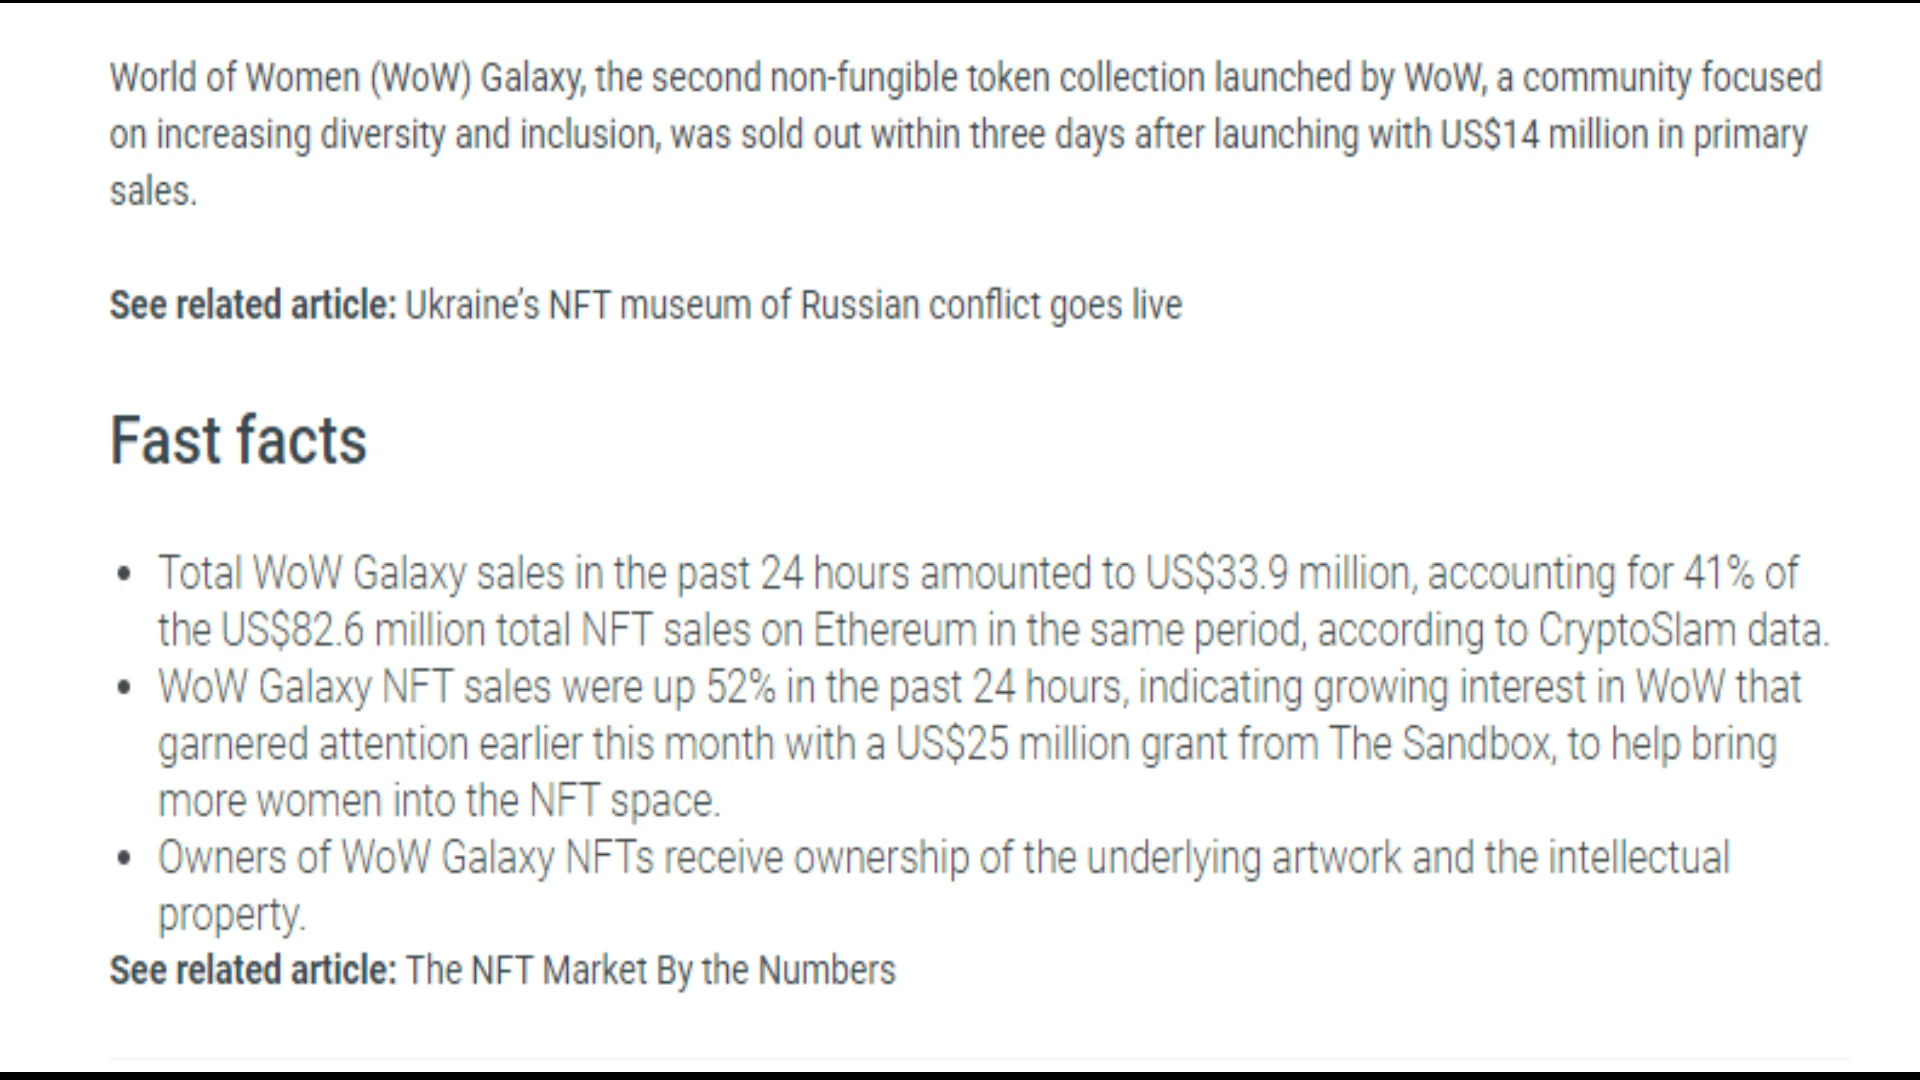 World of Women (WoW) Galaxy, the second non-fungible token collection launched by WoW, a community focused
on increasing diversity and inclusion, was sold out within three days after launching with US$14 million in primary
sales.
See related article: Ukraine’s NFT museum of Russian conflict goes live
Fast facts
• Total WoW Galaxy sales in the past 24 hours amounted to US$33.9 million, accounting for 41% of
the US$82.6 million total NFT sales on Ethereum in the same period, according to CryptoSlam data.
• WoW Galaxy NFT sales were up 52% in the past 24 hours, indicating growing interest in WoW that
garnered attention earlier this month with a US$25 million grant from The Sandbox, to help bring
more women into the NFT space.
• Owners of WoW Galaxy NFTs receive ownership of the underlying artwork and the intellectual
property.
See related article: The NFT Market By the Numbers